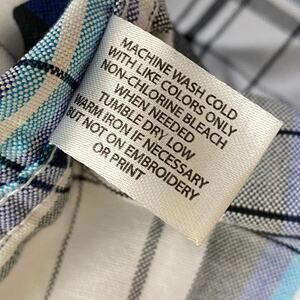 MACHINE WASH COLD
WITH LIKE COLORS ONLY
NON-CHLORINE BLEACH
WHEN NEEDED
TUMBLE DRY LOW
WARM IRON IF NECESSARY
BUT NOT ON EMBROIDERY
OR PRINT